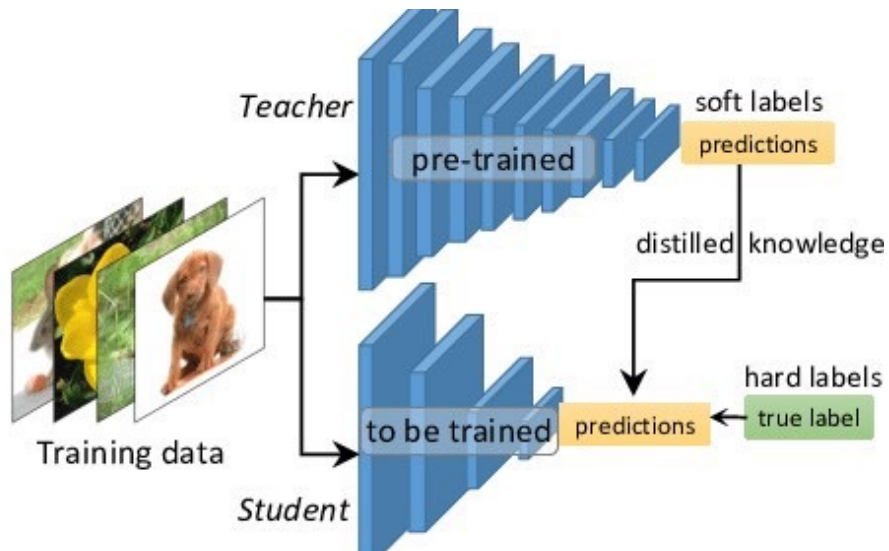 Teacher
pre-trained
soft labels
predictions
distilled knowledge
Training data
to be trained
predictions
hard labels
true label
Student